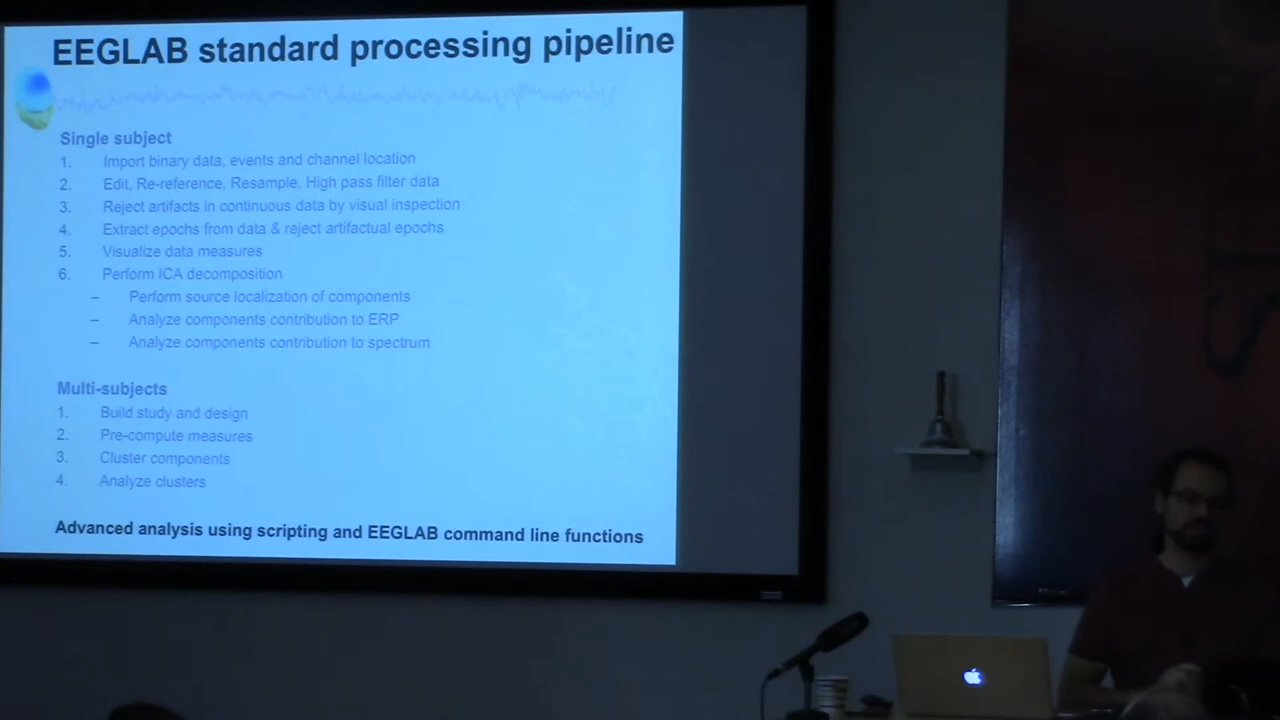 EEGLAB standard processing pipeline
Single subject
1. Import binary data, events and channel location
2. Edit, Re-reference, Resample, High pass filter data
3. Reject artifacts in continuous data by visual inspection
4. Extract epochs from data & reject artifactual epochs
5. Visualize data measures
6. Perform ICA decomposition
– Perform source localization of components
– Analyze components contribution to ERP
– Analyze components contribution to spectrum
Multi-subjects
1. Build study and design
2. Pre-compute measures
3. Cluster components
4. Analyze clusters
Advanced analysis using scripting and EEGLAB command line functions